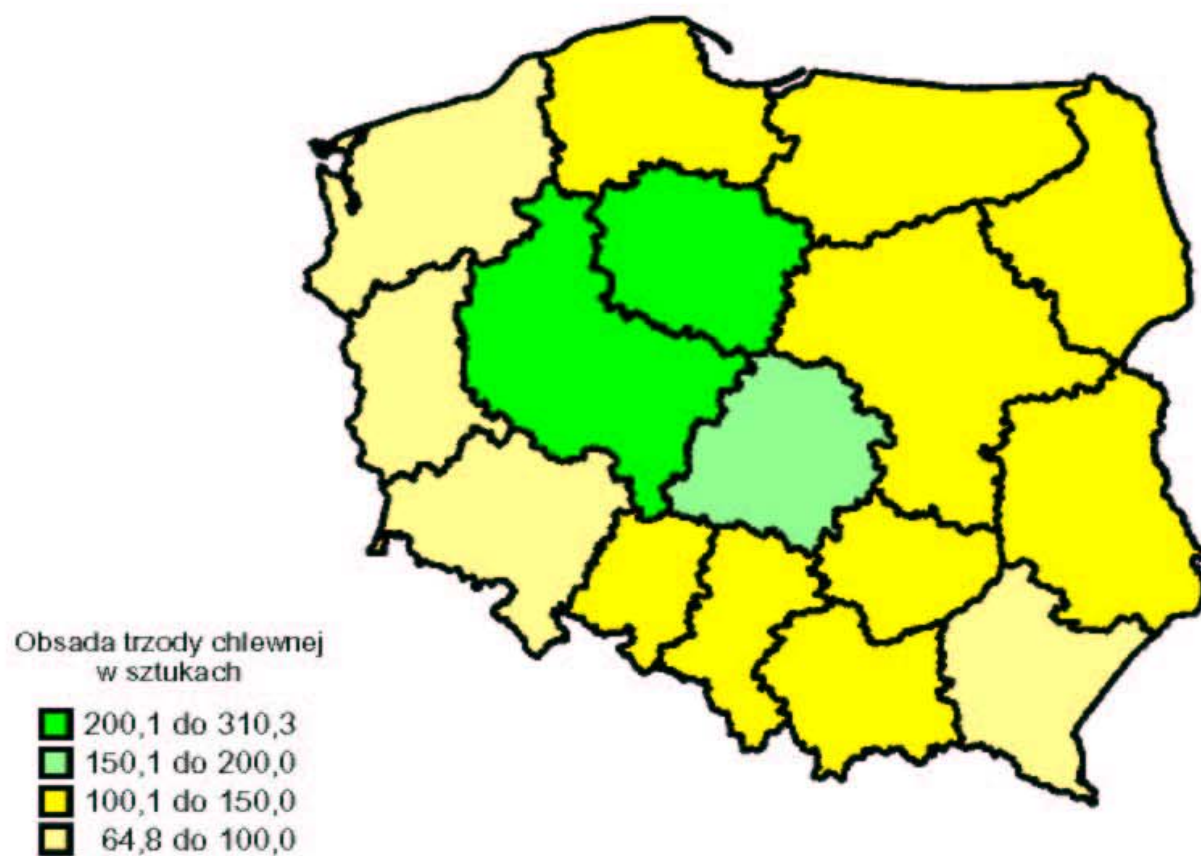 Obsada trzody chlewnej
w sztukach
200,1 do 310,3
150,1 do 200,0
100,1 do 150,0
64,8 do 100,0